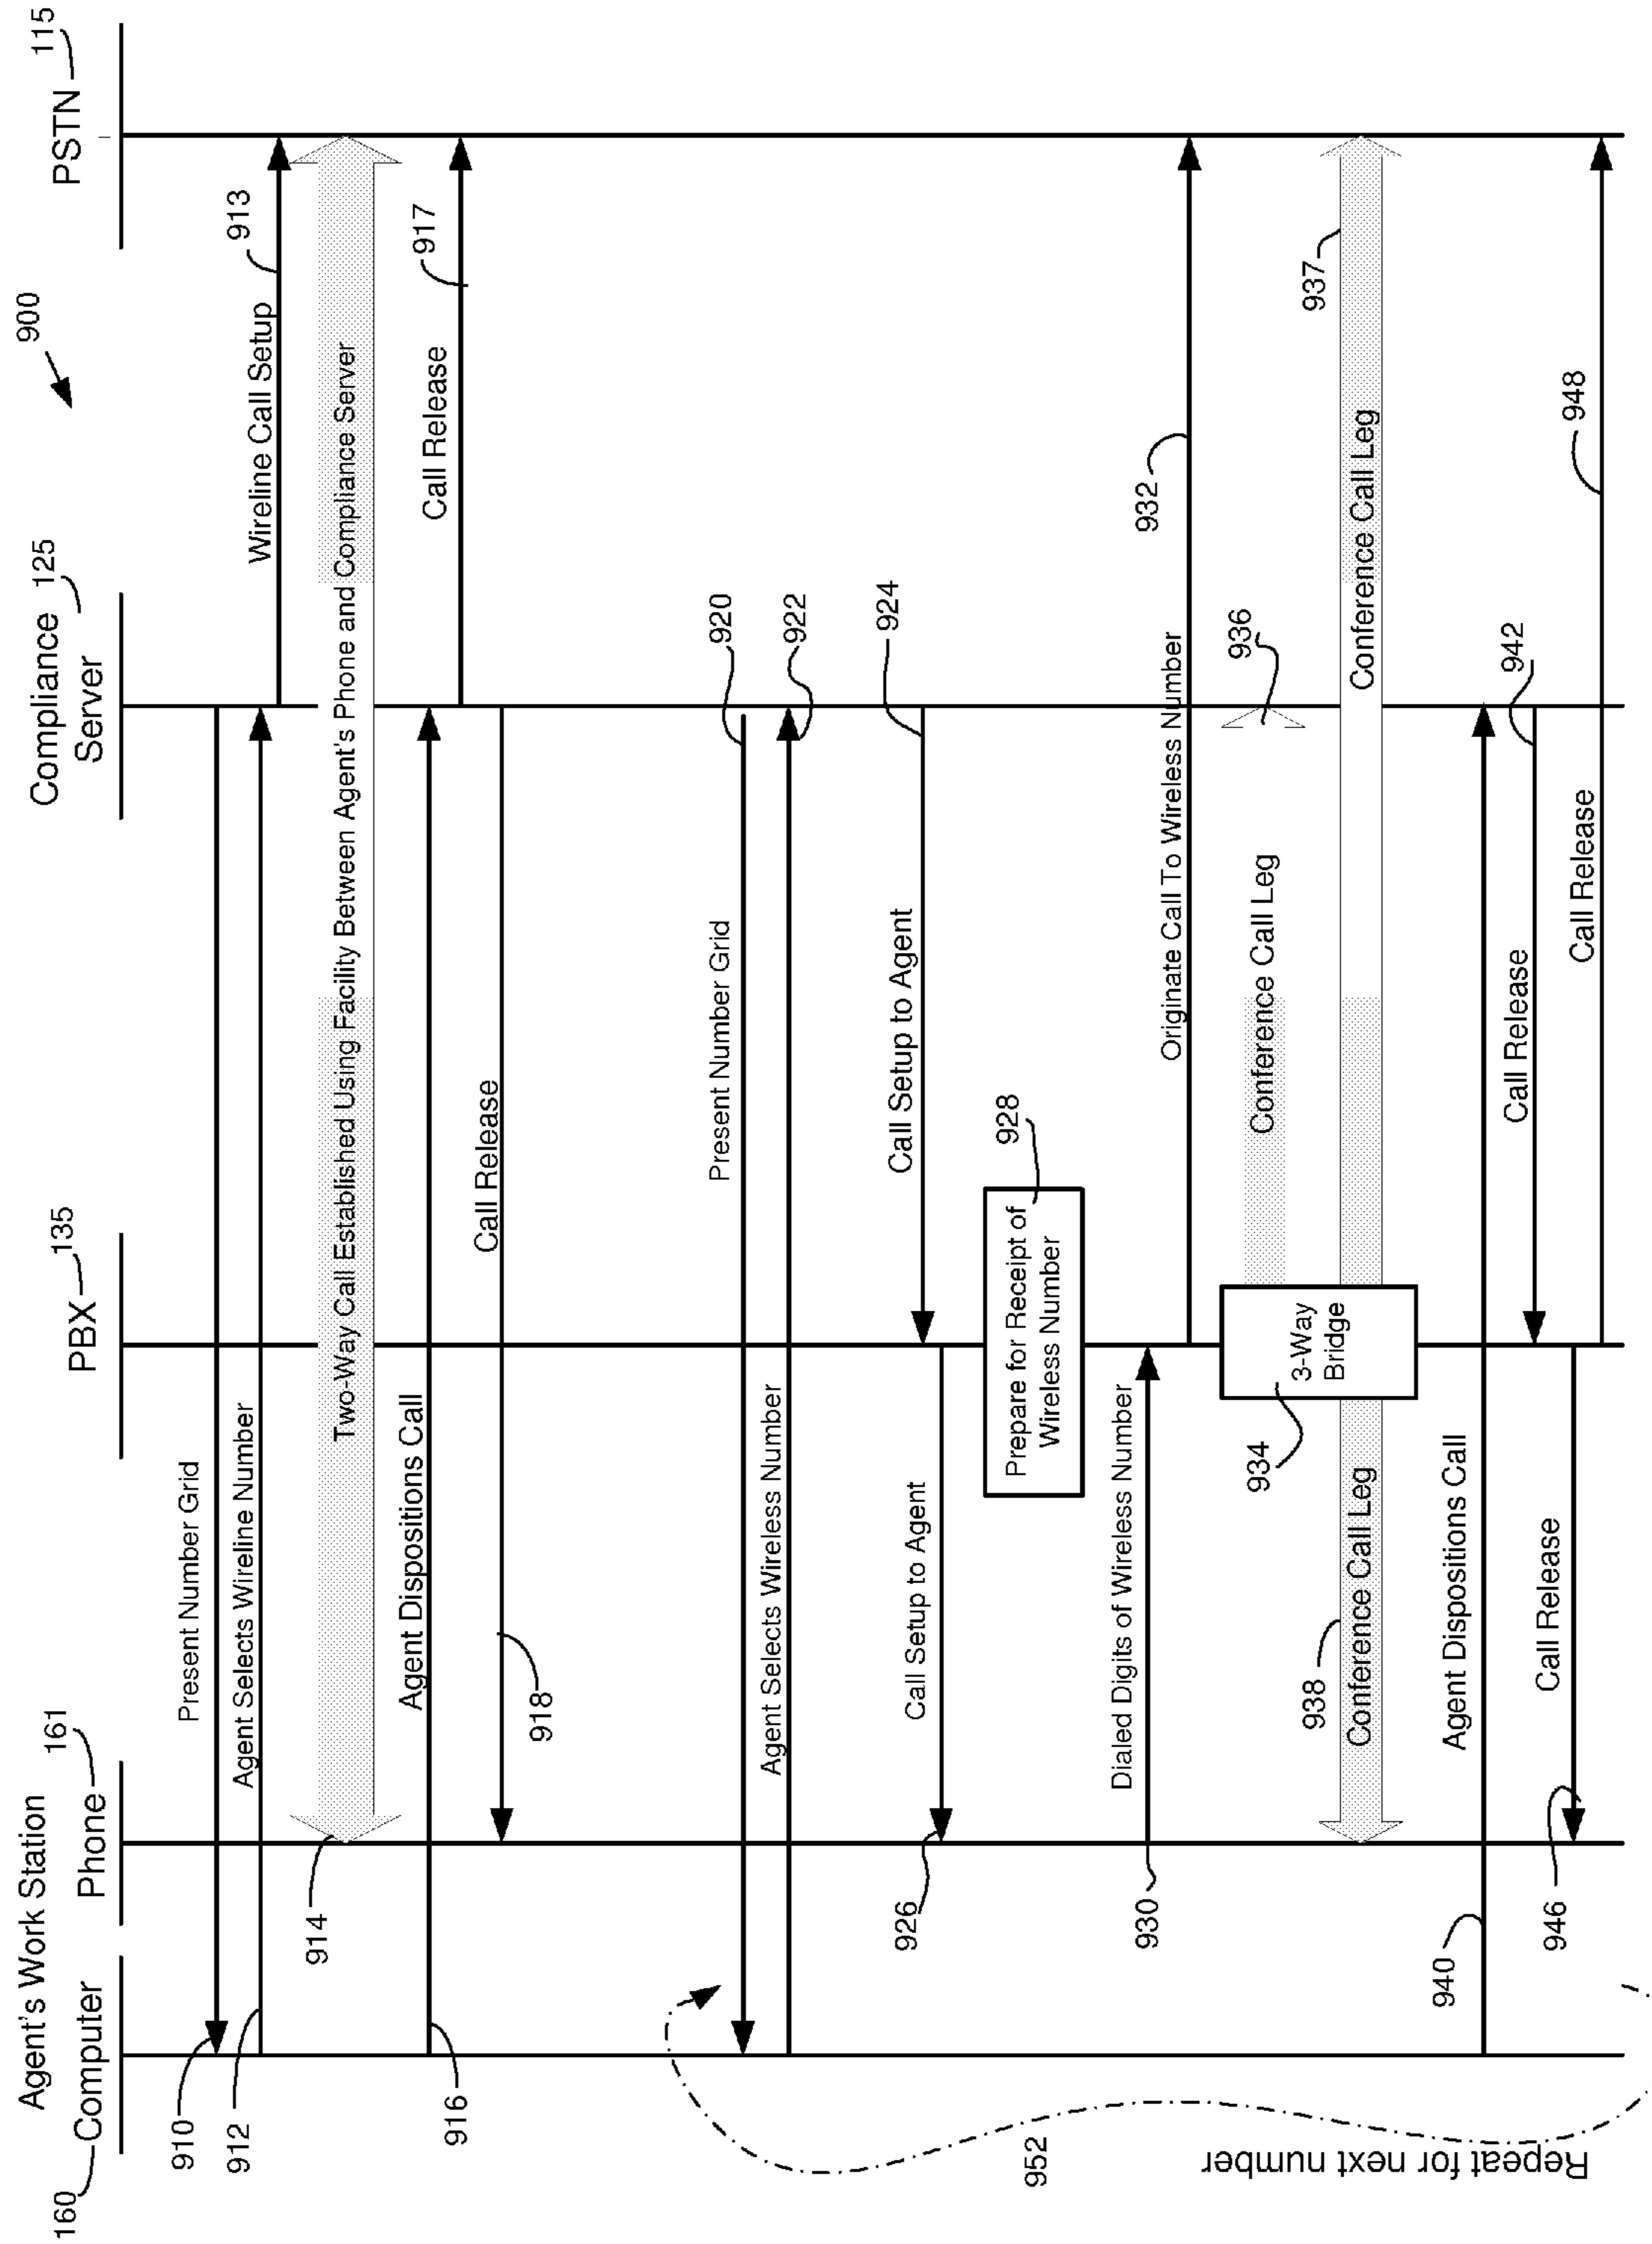 900
Agent's Work Station
160 Computer
Phone 161
PBX 135
Compliance 125
Server
PSTN 115
910
Present Number Grid
912
Agent Selects Wireline Number
Wireline Call Setup
913
914
Two-Way Call Established Using Facility Between Agent's Phone and Compliance Server
916
Agent Dispositions Call
Call Release
917
918
Call Release
Present Number Grid
920
Agent Selects Wireless Number
922
Call Setup to Agent
924
926
Call Setup to Agent
Prepare for Receipt of
Wireless Number
928
930
Dialed Digits of Wireless Number
Originate Call To Wireless Number
932
934
3-Way
Bridge
Conference Call Leg
936
938
Conference Call Leg
Conference Call Leg
937
940
Agent Dispositions Call
Call Release
942
946
Call Release
Call Release
948
952
Repeat for next number